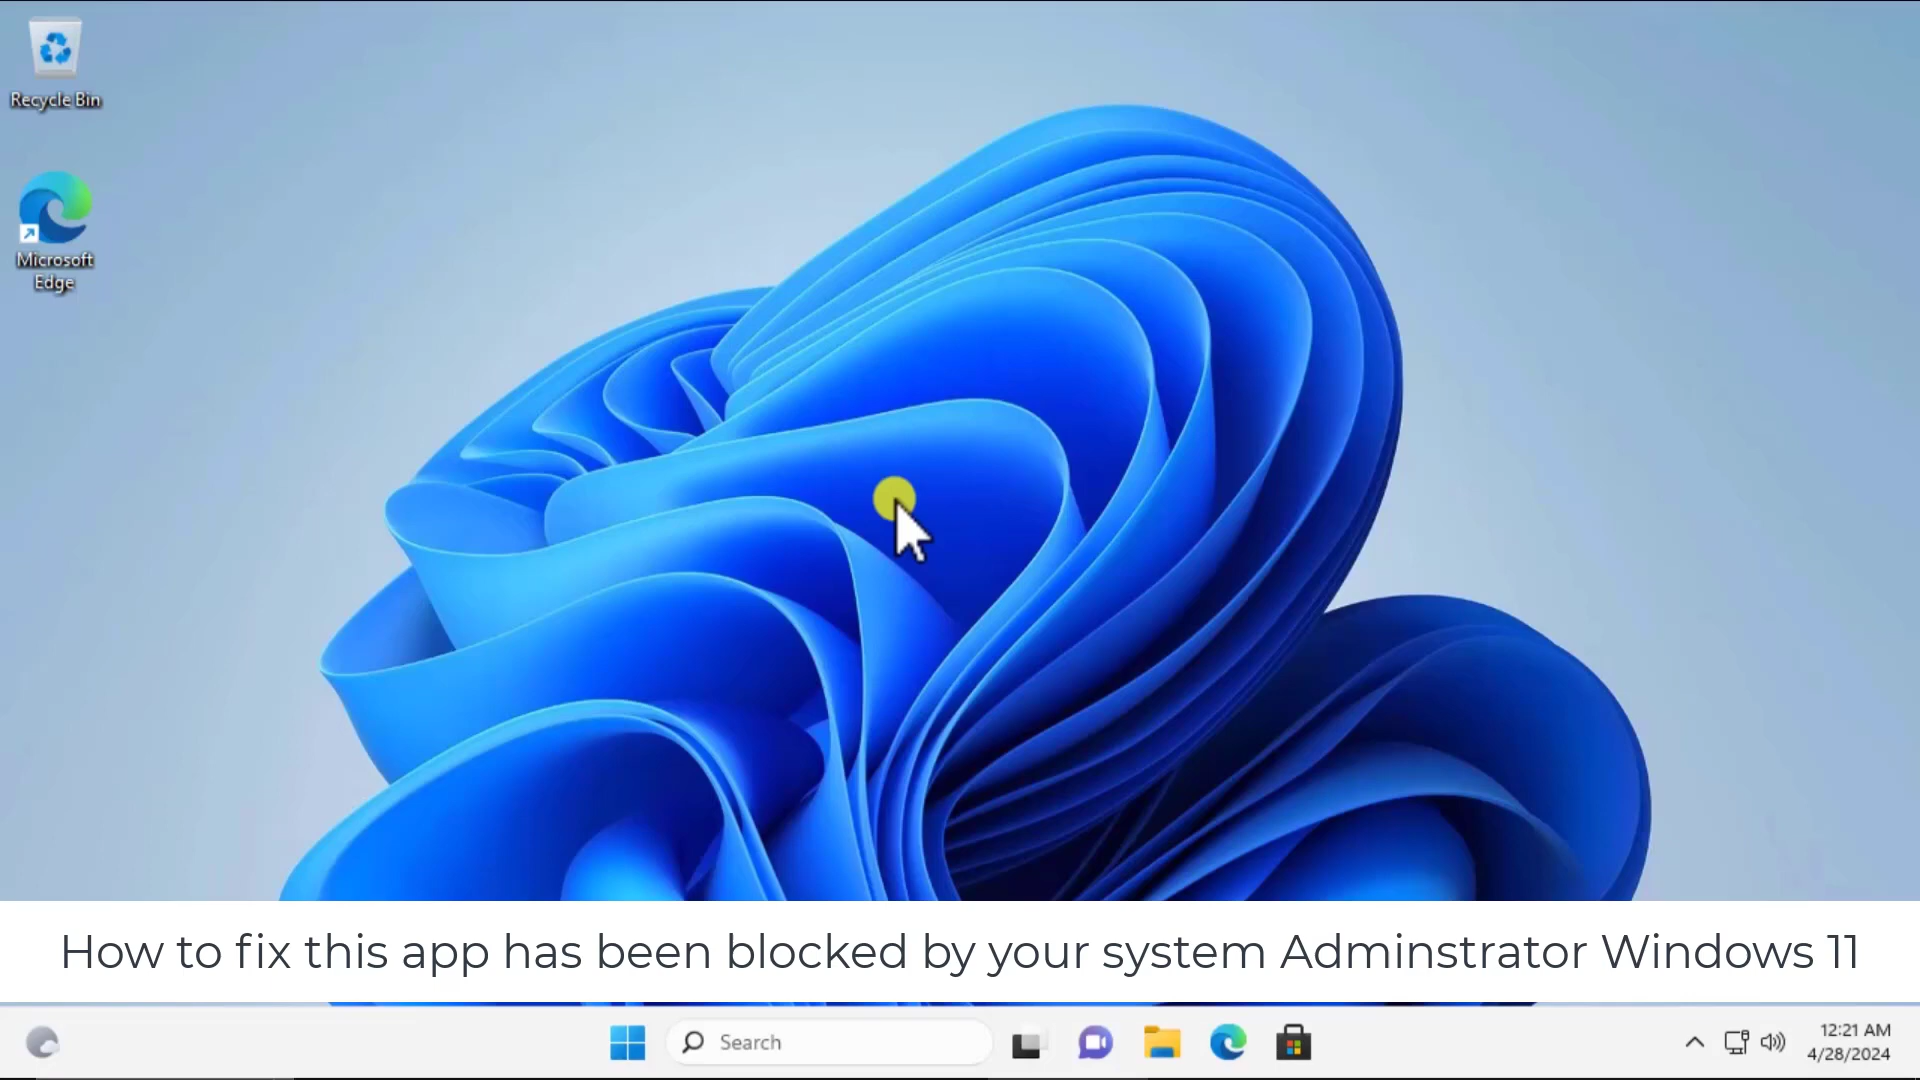 Recycle Bin
Microsoft
Edge
How to fix this app has been blocked by your system Adminstrator Windows 11
Search
12:21 AM
4/28/2024